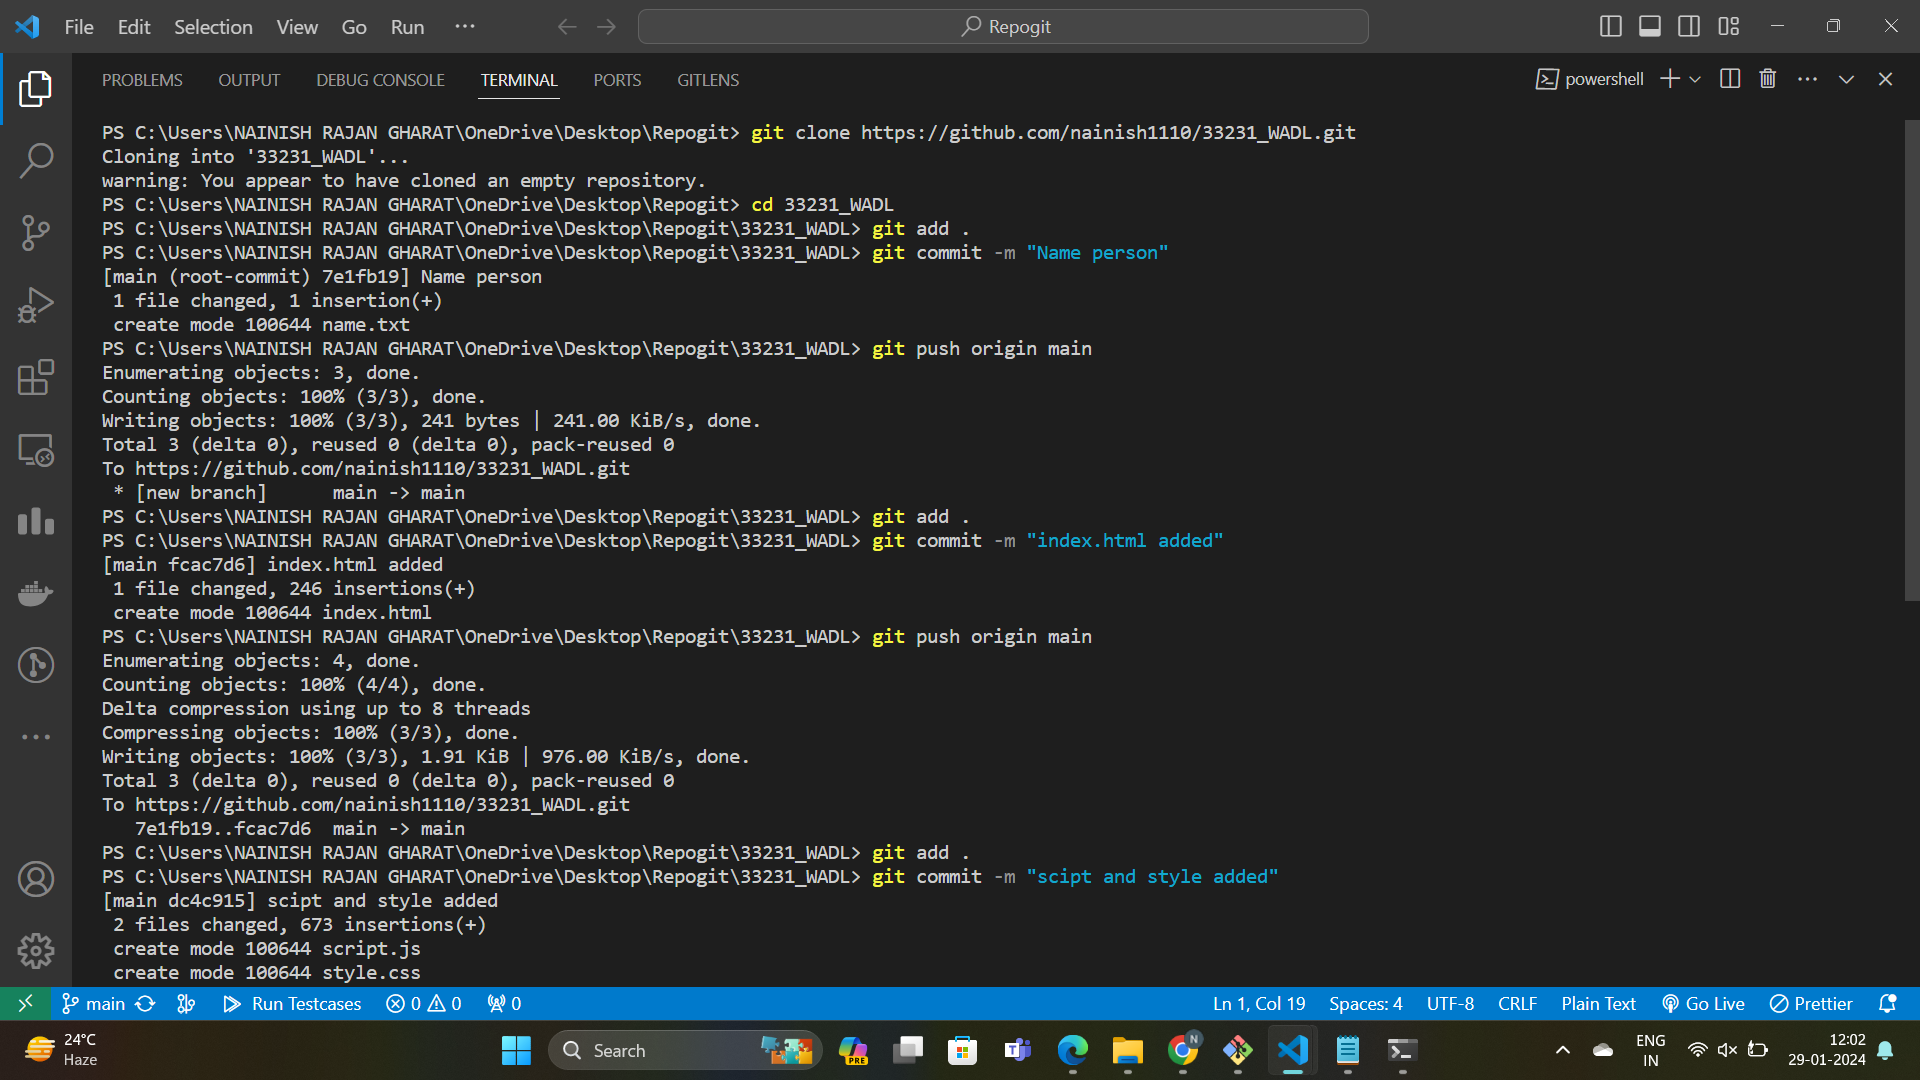 File Edit Selection View Go Run ··· Repogit
PROBLEMS OUTPUT DEBUG CONSOLE TERMINAL PORTS GITLENS powershell
PS C:\Users\NAINISH RAJAN GHARAT\OneDrive\Desktop\Repogit> git clone https://github.com/nainish1110/33231_WADL.git
Cloning into '33231_WADL'...
warning: You appear to have cloned an empty repository.
PS C:\Users\NAINISH RAJAN GHARAT\OneDrive\Desktop\Repogit> cd 33231_WADL
PS C:\Users\NAINISH RAJAN GHARAT\OneDrive\Desktop\Repogit\33231_WADL> git add .
PS C:\Users\NAINISH RAJAN GHARAT\OneDrive\Desktop\Repogit\33231_WADL> git commit -m "Name person"
[main (root-commit) 7e1fb19] Name person
 1 file changed, 1 insertion(+)
 create mode 100644 name.txt
PS C:\Users\NAINISH RAJAN GHARAT\OneDrive\Desktop\Repogit\33231_WADL> git push origin main
Enumerating objects: 3, done.
Counting objects: 100% (3/3), done.
Writing objects: 100% (3/3), 241 bytes | 241.00 KiB/s, done.
Total 3 (delta 0), reused 0 (delta 0), pack-reused 0
To https://github.com/nainish1110/33231_WADL.git
 * [new branch]      main -> main
PS C:\Users\NAINISH RAJAN GHARAT\OneDrive\Desktop\Repogit\33231_WADL> git add .
PS C:\Users\NAINISH RAJAN GHARAT\OneDrive\Desktop\Repogit\33231_WADL> git commit -m "index.html added"
[main fcac7d6] index.html added
 1 file changed, 246 insertions(+)
 create mode 100644 index.html
PS C:\Users\NAINISH RAJAN GHARAT\OneDrive\Desktop\Repogit\33231_WADL> git push origin main
Enumerating objects: 4, done.
Counting objects: 100% (4/4), done.
Delta compression using up to 8 threads
Compressing objects: 100% (3/3), done.
Writing objects: 100% (3/3), 1.91 KiB | 976.00 KiB/s, done.
Total 3 (delta 0), reused 0 (delta 0), pack-reused 0
To https://github.com/nainish1110/33231_WADL.git
   7e1fb19..fcac7d6  main -> main
PS C:\Users\NAINISH RAJAN GHARAT\OneDrive\Desktop\Repogit\33231_WADL> git add .
PS C:\Users\NAINISH RAJAN GHARAT\OneDrive\Desktop\Repogit\33231_WADL> git commit -m "scipt and style added"
[main dc4c915] scipt and style added
 2 files changed, 673 insertions(+)
 create mode 100644 script.js
 create mode 100644 style.css
main Run Testcases 0 0 0 Ln 1, Col 19 Spaces: 4 UTF-8 CRLF Plain Text Go Live Prettier
24°C
Haze
Search
PRE
N
ENG
IN
12:02
29-01-2024